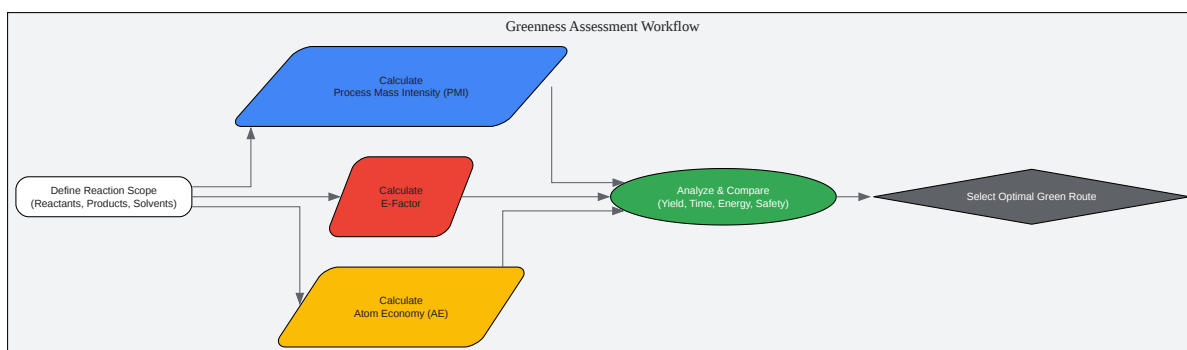 Greenness Assessment Workflow
Calculate
Process Mass Intensity (PMI)
Define Reaction Scope
(Reactants, Products, Solvents)
Calculate
E-Factor
Analyze & Compare
(Yield, Time, Energy, Safety)
Select Optimal Green Route
Calculate
Atom Economy (AE)